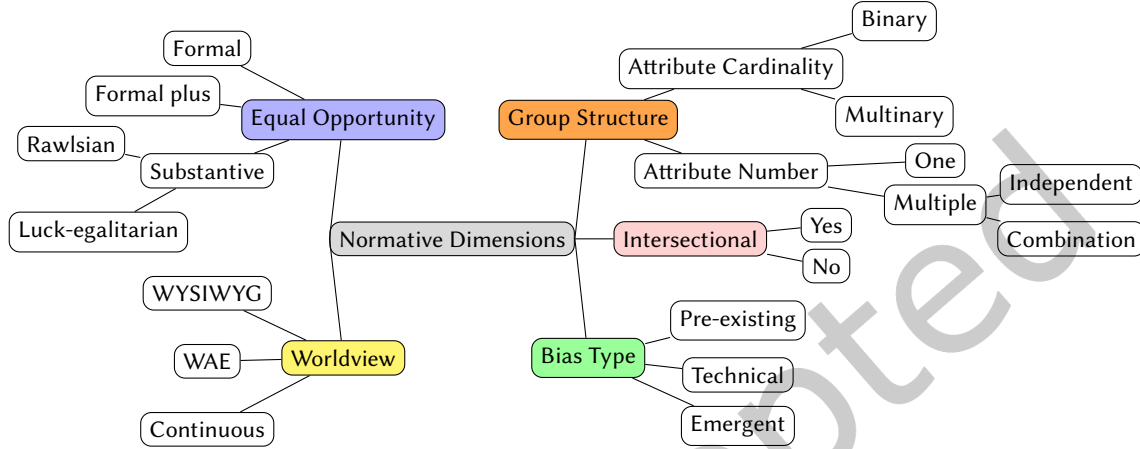 Formal
Formal plus
Equal Opportunity
Rawlsian
Substantive
Luck-egalitarian
Normative Dimensions
WYSIWYG
WAE
Worldview
Continuous
Binary
Attribute Cardinality
Group Structure
Multinary
Attribute Number
One
Multiple
Independent
Combination
Intersectional
Yes
No
Pre-existing
Bias Type
Technical
Emergent